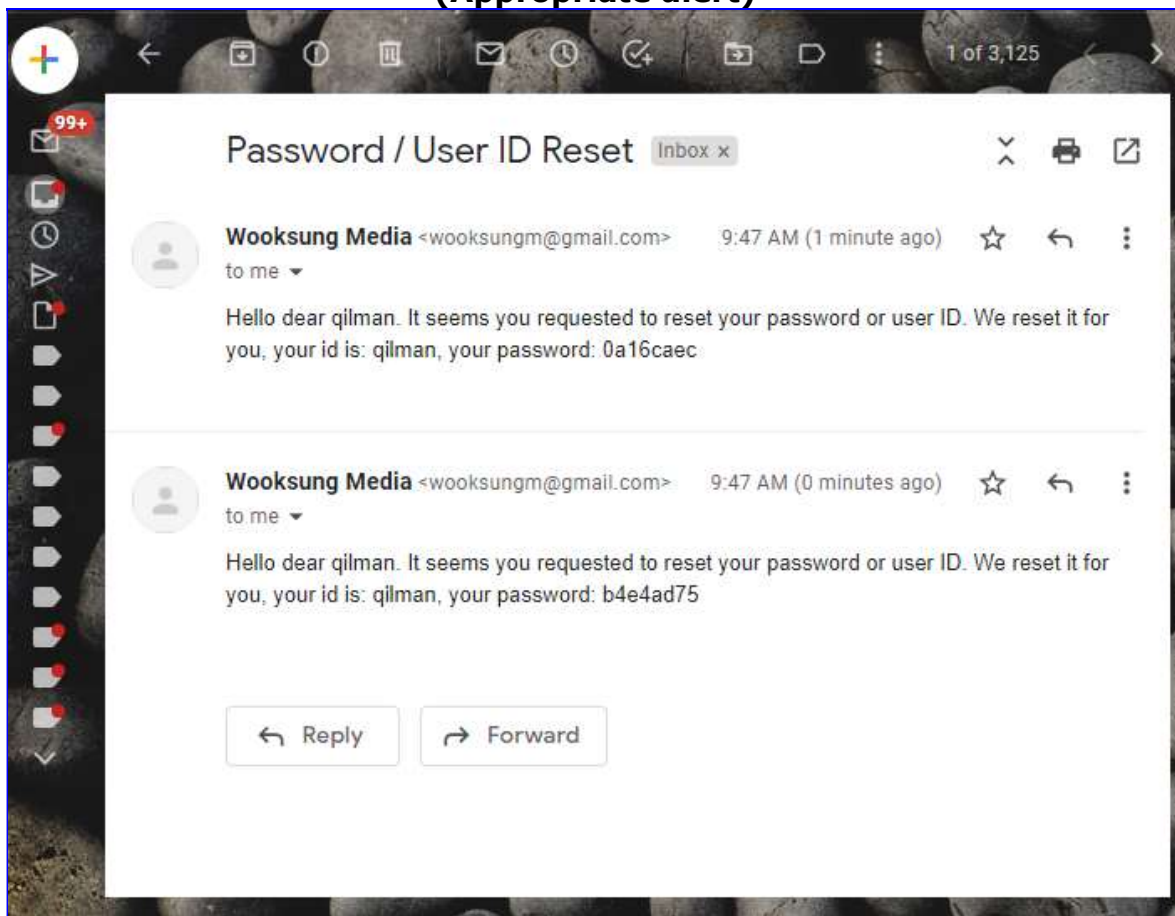 (Appropriate alert)
1 of 3,125
99+
Password / User ID Reset Inbox x
Wooksung Media <wooksungm@gmail.com> 9:47 AM (1 minute ago)
to me
Hello dear qilman. It seems you requested to reset your password or user ID. We reset it for
you, your id is: qilman, your password: 0a16caec
Wooksung Media <wooksungm@gmail.com> 9:47 AM (0 minutes ago)
to me
Hello dear qilman. It seems you requested to reset your password or user ID. We reset it for
you, your id is: qilman, your password: b4e4ad75
Reply Forward